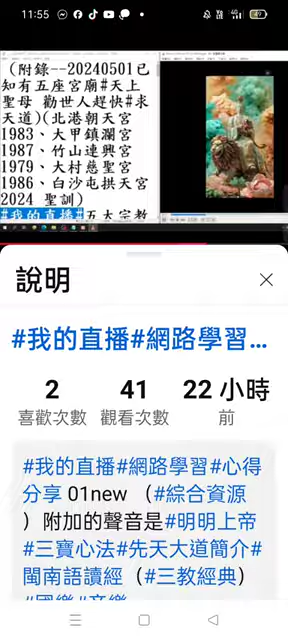 11:55
(附錄--20240501已
知有五座宮廟#天上
聖母 勸世人趕快#求
天道)(北港朝天宮
1983、大甲鎮瀾宮
1987、竹山連興宮
1979、大村慈聖宮
1986、白沙屯拱天宮
2024 聖訓)
#我的直播#五大宗教
說明
#我的直播#網路學習...
2 41 22 小時
喜歡次數 觀看次數 前
#我的直播#網路學習#心得
分享 01new (#綜合資源
) 附加的聲音是#明明上帝
#三寶心法#先天大道簡介#
閩南語讀經 (#三教經典)
#國樂#音樂